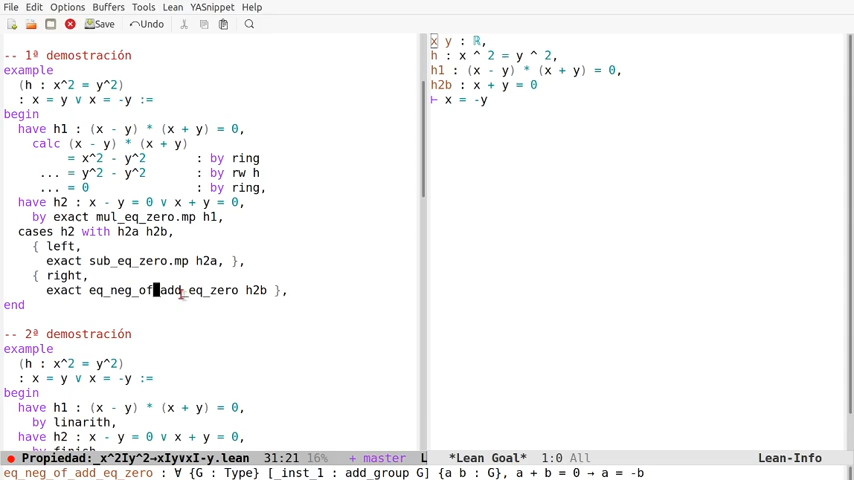 File Edit Options Buffers Tools Lean YASnippet Help
Save Undo
-- 1ª demostración
example
(h : x^2 = y^2)
: x = y ∨ x = -y :=
begin
have h1 : (x - y) * (x + y) = 0,
calc (x - y) * (x + y)
= x^2 - y^2 : by ring
... = y^2 - y^2 : by rw h
... = 0 : by ring,
have h2 : x - y = 0 ∨ x + y = 0,
by exact mul_eq_zero.mp h1,
cases h2 with h2a h2b,
{ left,
exact sub_eq_zero.mp h2a, },
{ right,
exact eq_neg_of_add_eq_zero h2b },
end
-- 2ª demostración
example
(h : x^2 = y^2)
: x = y ∨ x = -y :=
begin
have h1 : (x - y) * (x + y) = 0,
by linarith,
have h2 : x - y = 0 ∨ x + y = 0,
by finish,
Propiedad:_x^2Iy^2→xIy∨xI-y.lean 31:21 16% + master L
x y : ℝ,
h : x ^ 2 = y ^ 2,
h1 : (x - y) * (x + y) = 0,
h2b : x + y = 0
⊢ x = -y
*Lean Goal* 1:0 All Lean-Info
eq_neg_of_add_eq_zero : ∀ {G : Type} [_inst_1 : add_group G] {a b : G}, a + b = 0 → a = -b